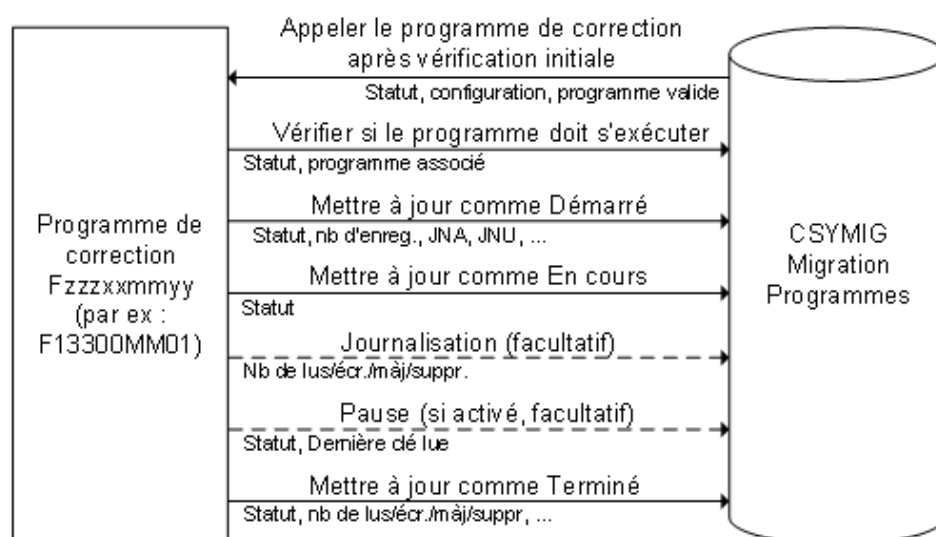 Appeler le programme de correction
après vérification initiale
Statut, configuration, programme valide
Vérifier si le programme doit s'exécuter
Statut, programme associé
Mettre à jour comme Démarré
Statut, nb d'enreg., JNA, JNU, ...
Mettre à jour comme En cours
Statut
Journalisation (facultatif)
Nb de lus/écr./màj/suppr.
Pause (si activé, facultatif)
Statut, Dernière clé lue
Mettre à jour comme Terminé
Statut, nb de lus/écr./màj/suppr, ...
Programme de
correction
Fzzzxxmmyy
(par ex :
F13300MM01)
CSYMIG
Migration
Programmes